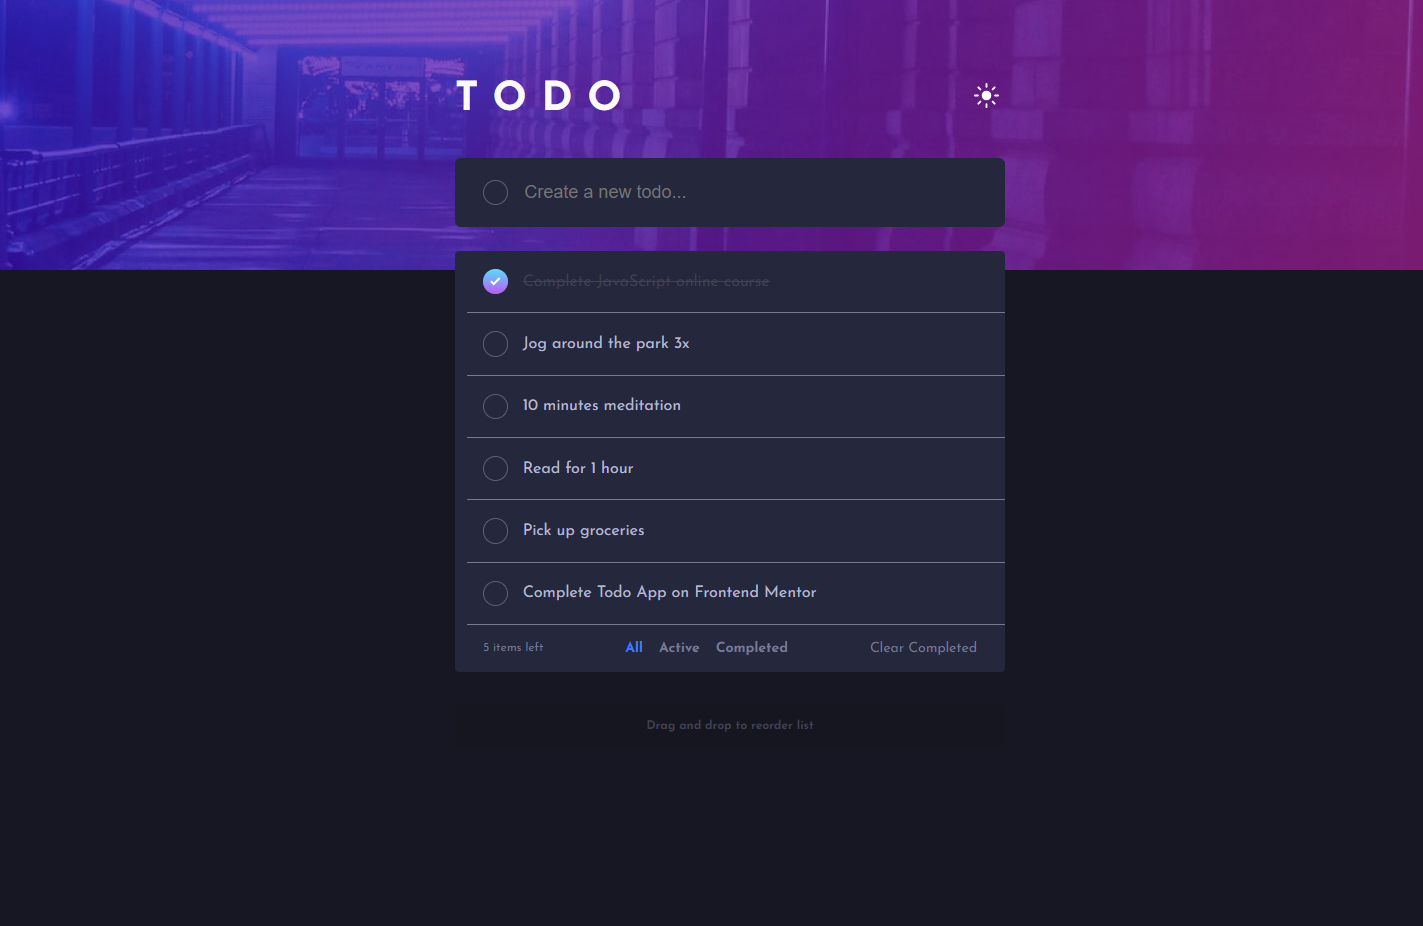 TODO
Create a new todo...
Complete JavaScript online course
Jog around the park 3x
10 minutes meditation
Read for 1 hour
Pick up groceries
Complete Todo App on Frontend Mentor
5 items left All Active Completed Clear Completed
Drag and drop to reorder list